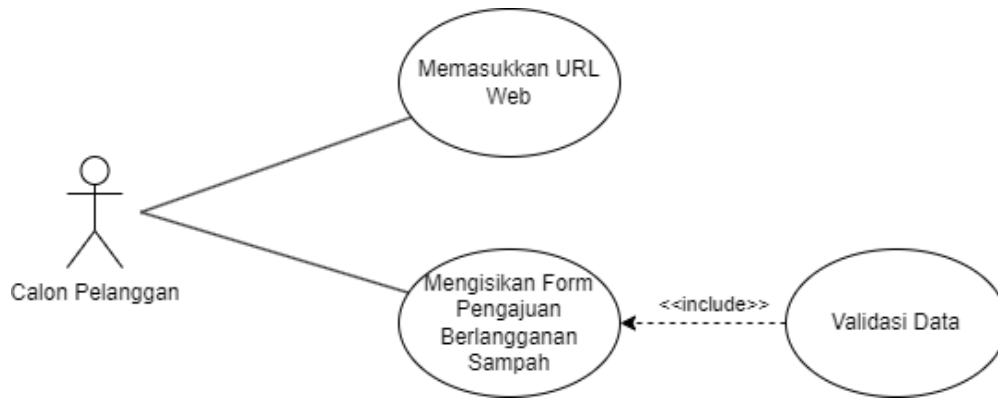 Memasukkan URL
Web
Calon Pelanggan
Mengisikan Form
Pengajuan
Berlangganan
Sampah
<<include>>
Validasi Data